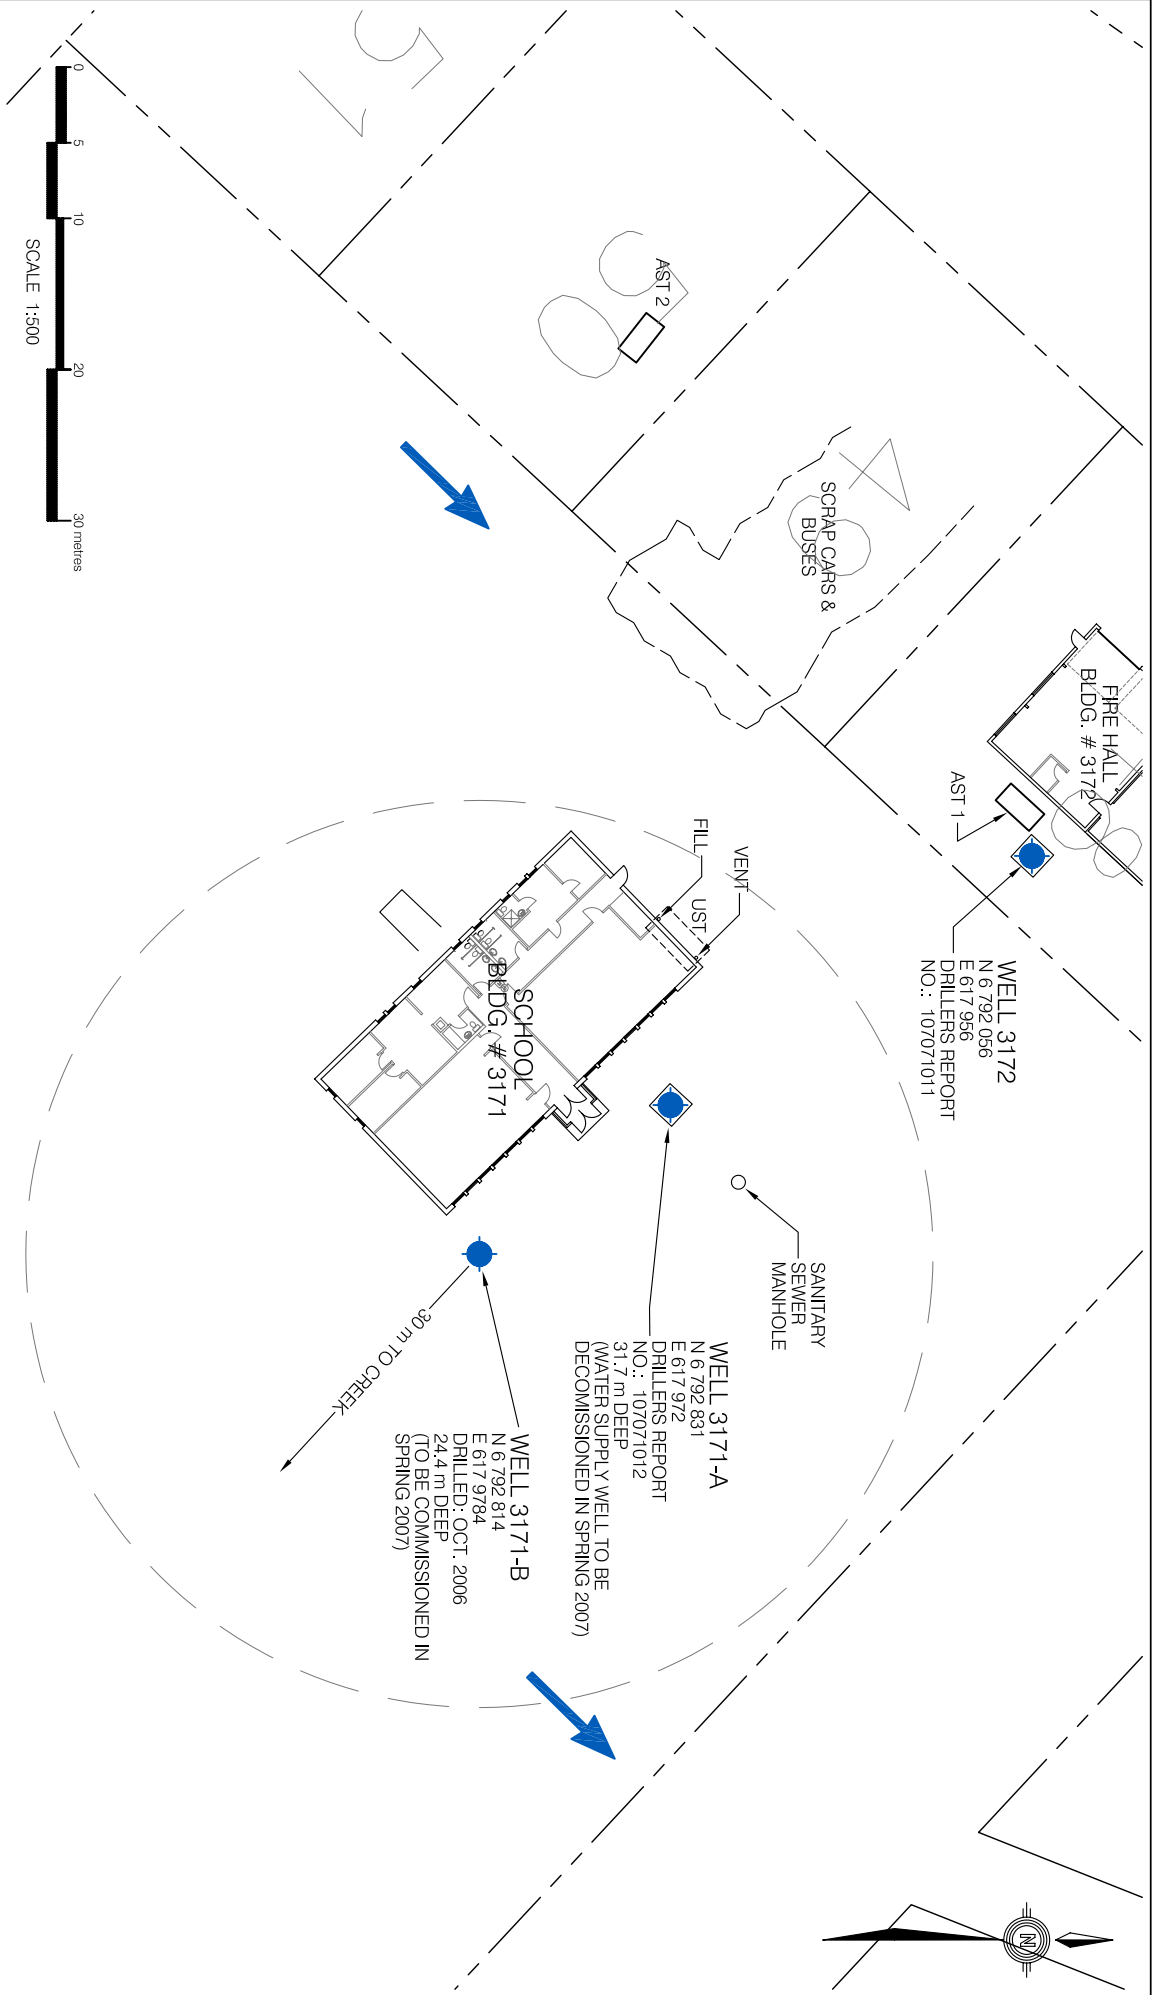 FIRE HALL
BLDG. # 3172
AST 1
WELL 3172
N 6 792 056
E 617 956
DRILLERS REPORT
NO.: 107071011
SCRAP CARS &
BUSES
49
AST 2
50
51
VENT
UST
FILL
SCHOOL
BLDG. # 3171
SANITARY
SEWER
MANHOLE
WELL 3171-A
N 6 792 831
E 617 972
DRILLERS REPORT
NO.: 107071012
31.7 m DEEP
(WATER SUPPLY WELL TO BE
DECOMISSIONED IN SPRING 2007)
WELL 3171-B
N 6 792 814
E 617 9784
DRILLED: OCT. 2006
24.4 m DEEP
(TO BE COMMISSIONED IN
SPRING 2007)
30 m TO CREEK
N
0 5 10 20 30 metres
SCALE 1:500